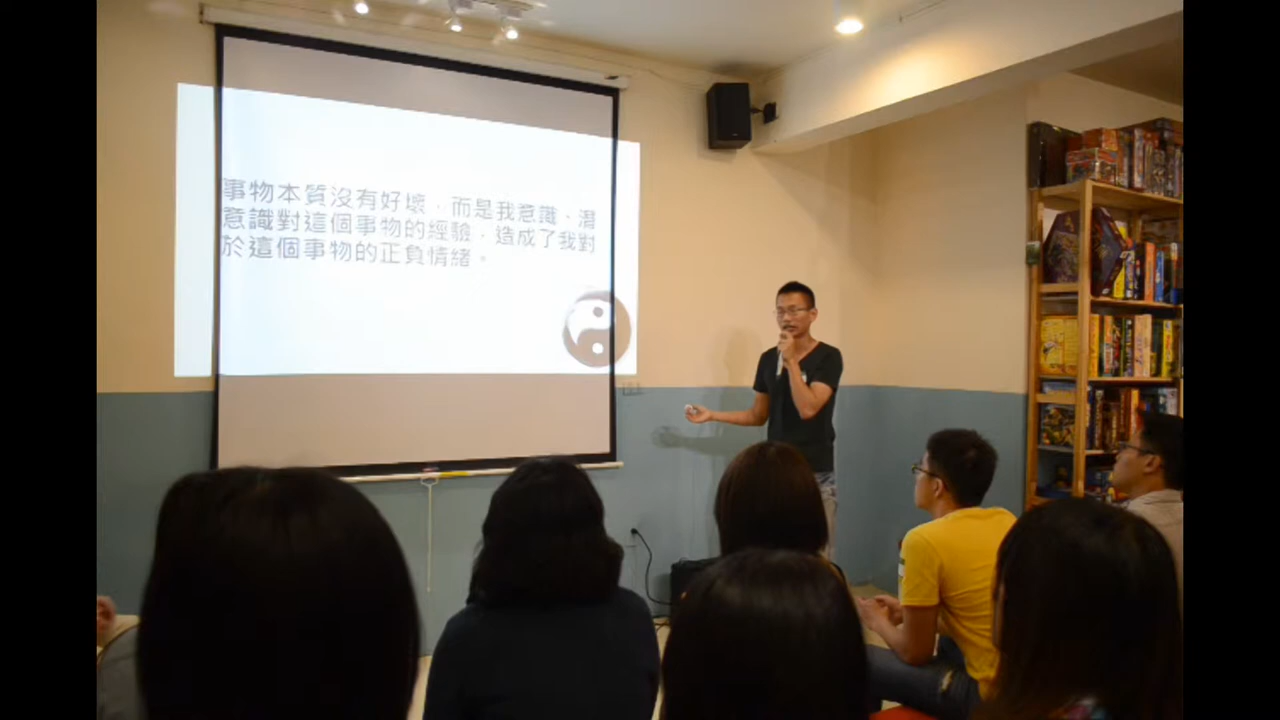 事物本質沒有好壞，而是我意識、潛
意識對這個事物的經驗，造成了我對
於這個事物的正負情緒。